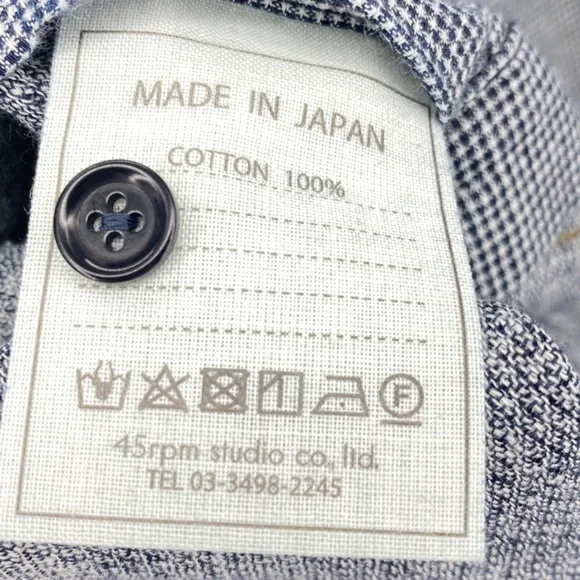 MADE IN JAPAN
COTTON 100%
F
45rpm studio co., ltd.
TEL 03-3498-2245